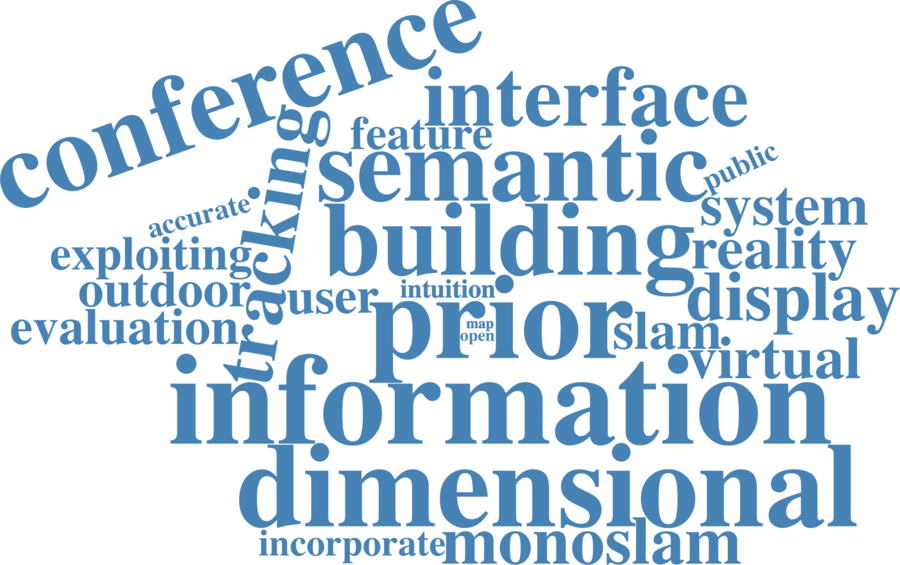 conference
interface
feature
tracking
semantic
public
accurate
system
building
exploiting
reality
outdoor
user
intuition
display
prior
map
open
evaluation
slam
virtual
information
dimensional
incorporate
monoslam